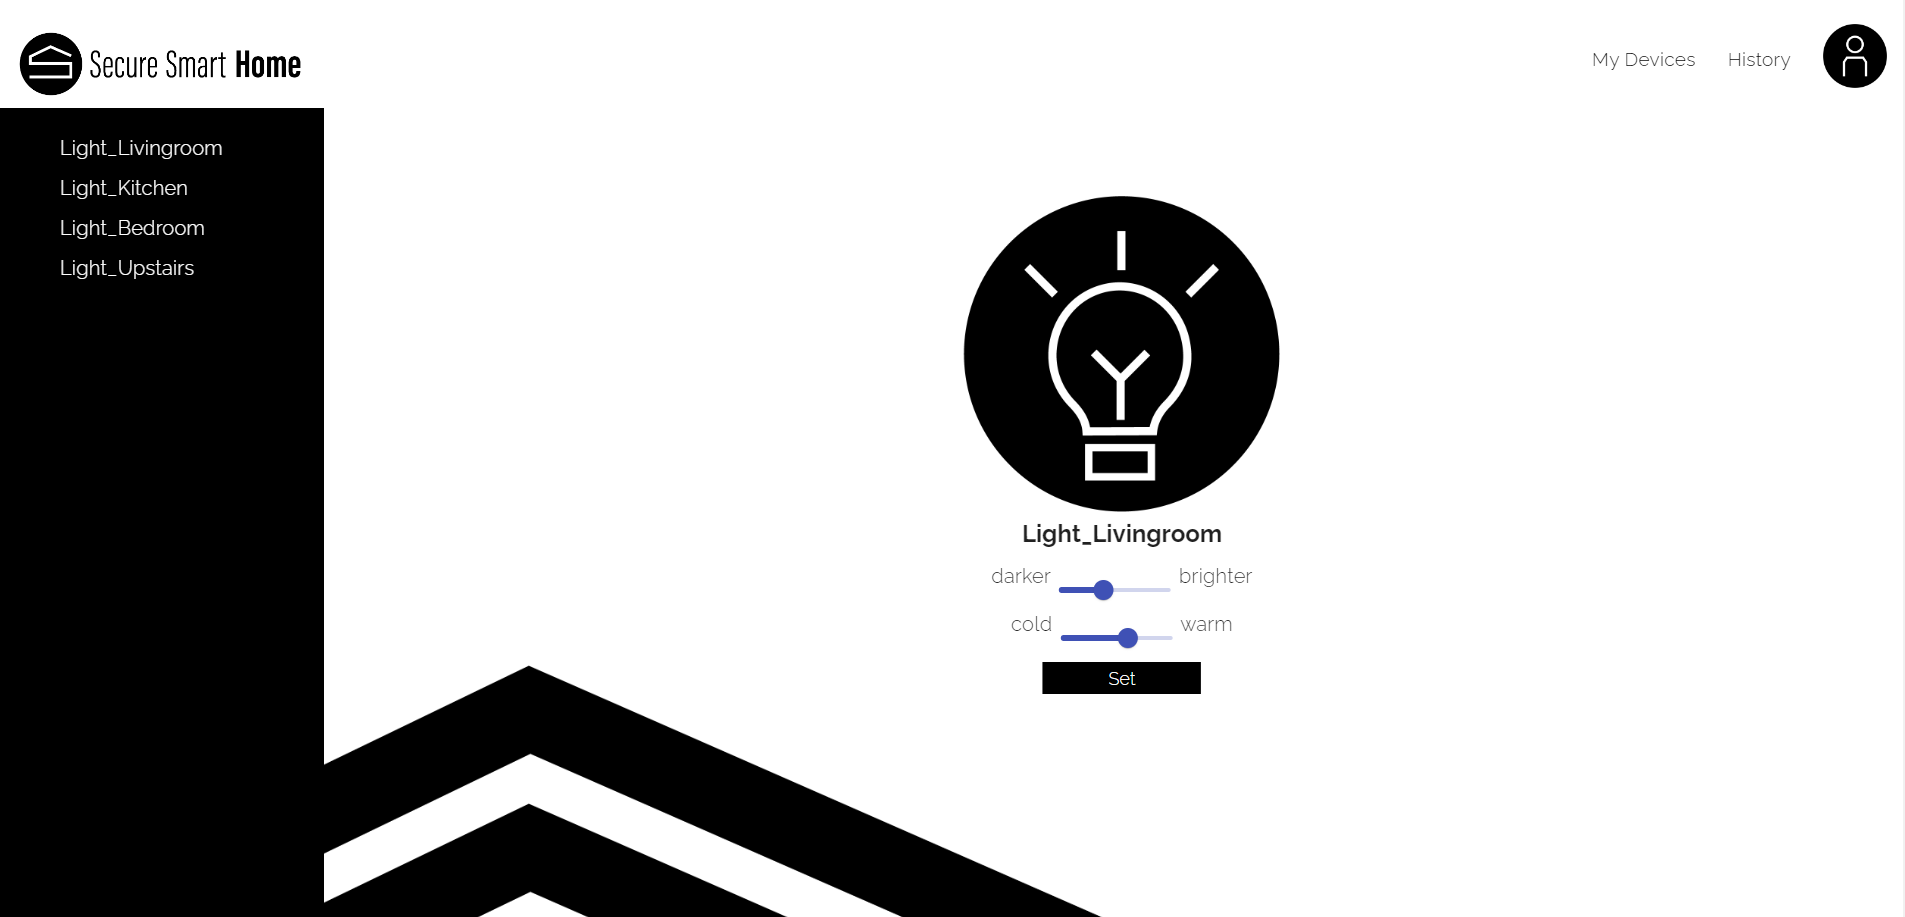 Secure Smart Home
My Devices
History
Light_Livingroom
Light_Kitchen
Light_Bedroom
Light_Upstairs
Light_Livingroom
darker brighter
cold warm
Set